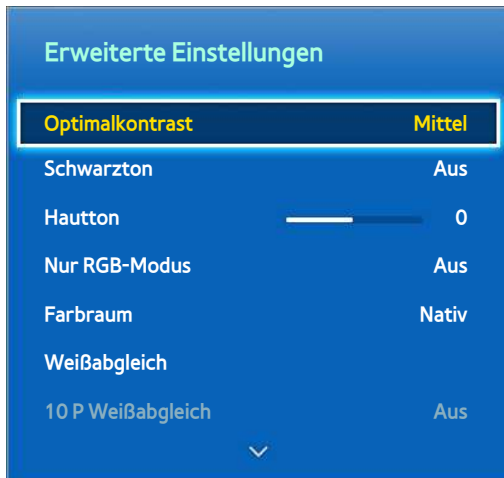 Erweiterte Einstellungen
Optimalkontrast Mittel
Schwarzton Aus
Hautton 0
Nur RGB-Modus Aus
Farbraum Nativ
Weißabgleich
10 P Weißabgleich Aus